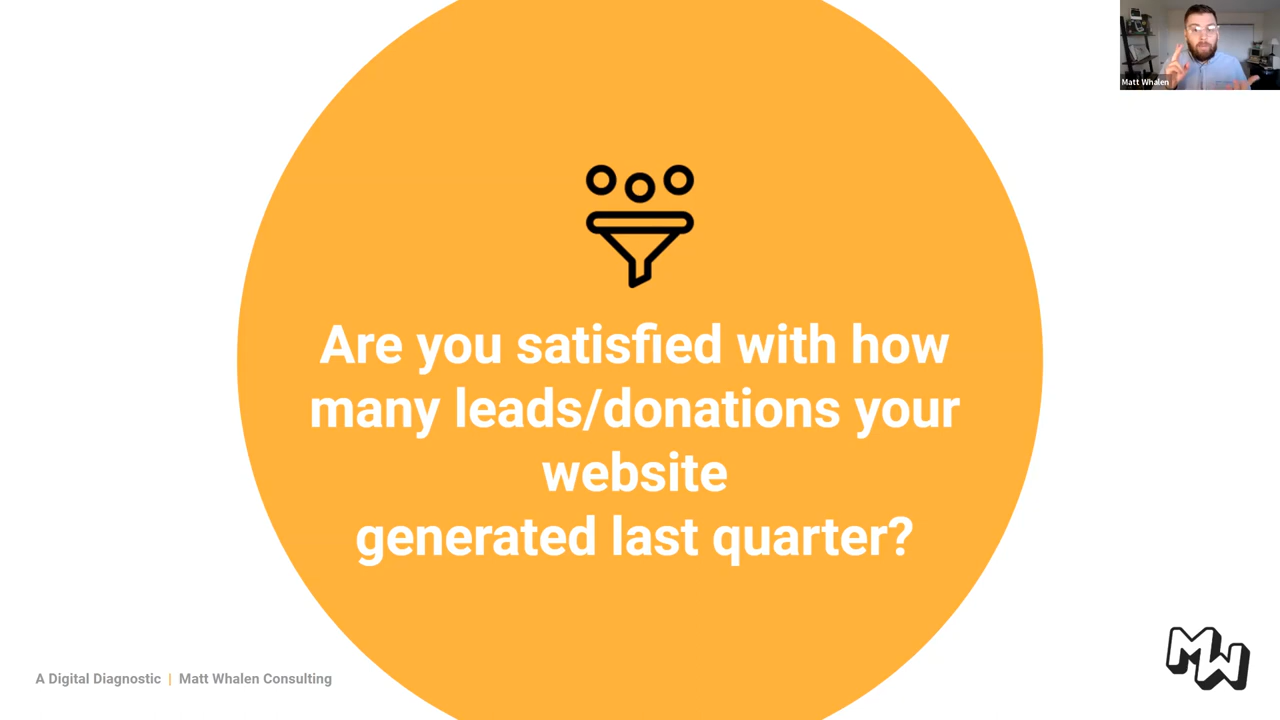 Matt Whalen
Are you satisfied with how
many leads/donations your
website
generated last quarter?
A Digital Diagnostic | Matt Whalen Consulting
MW